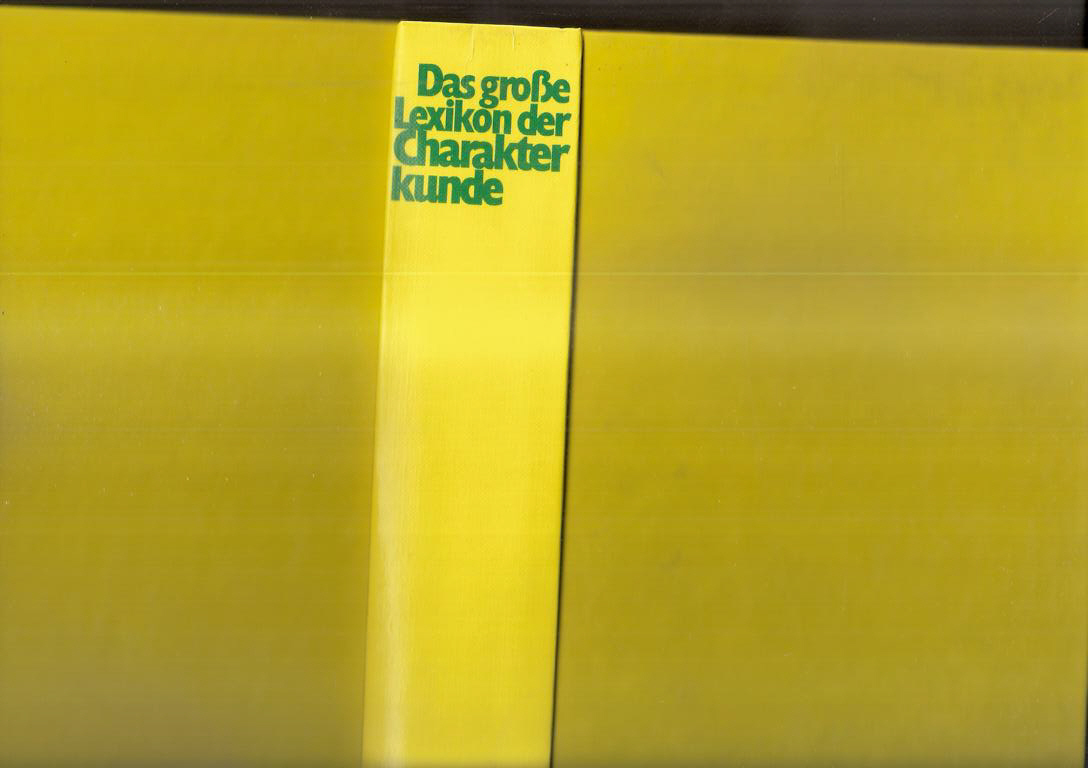 Das große
Lexikon der
Charakter
kunde